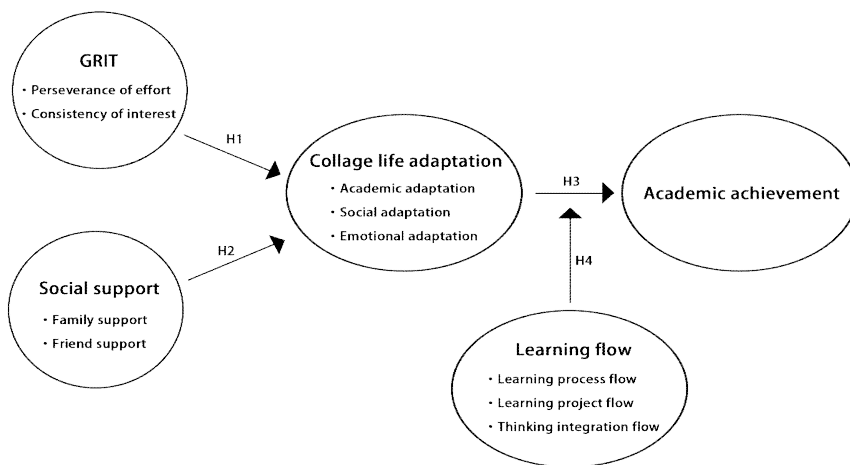 GRIT
· Perseverance of effort
· Consistency of interest
H1
Collage life adaptation
· Academic adaptation
· Social adaptation
· Emotional adaptation
H3
Academic achievement
H2
Social support
· Family support
· Friend support
H4
Learning flow
· Learning process flow
· Learning project flow
· Thinking integration flow